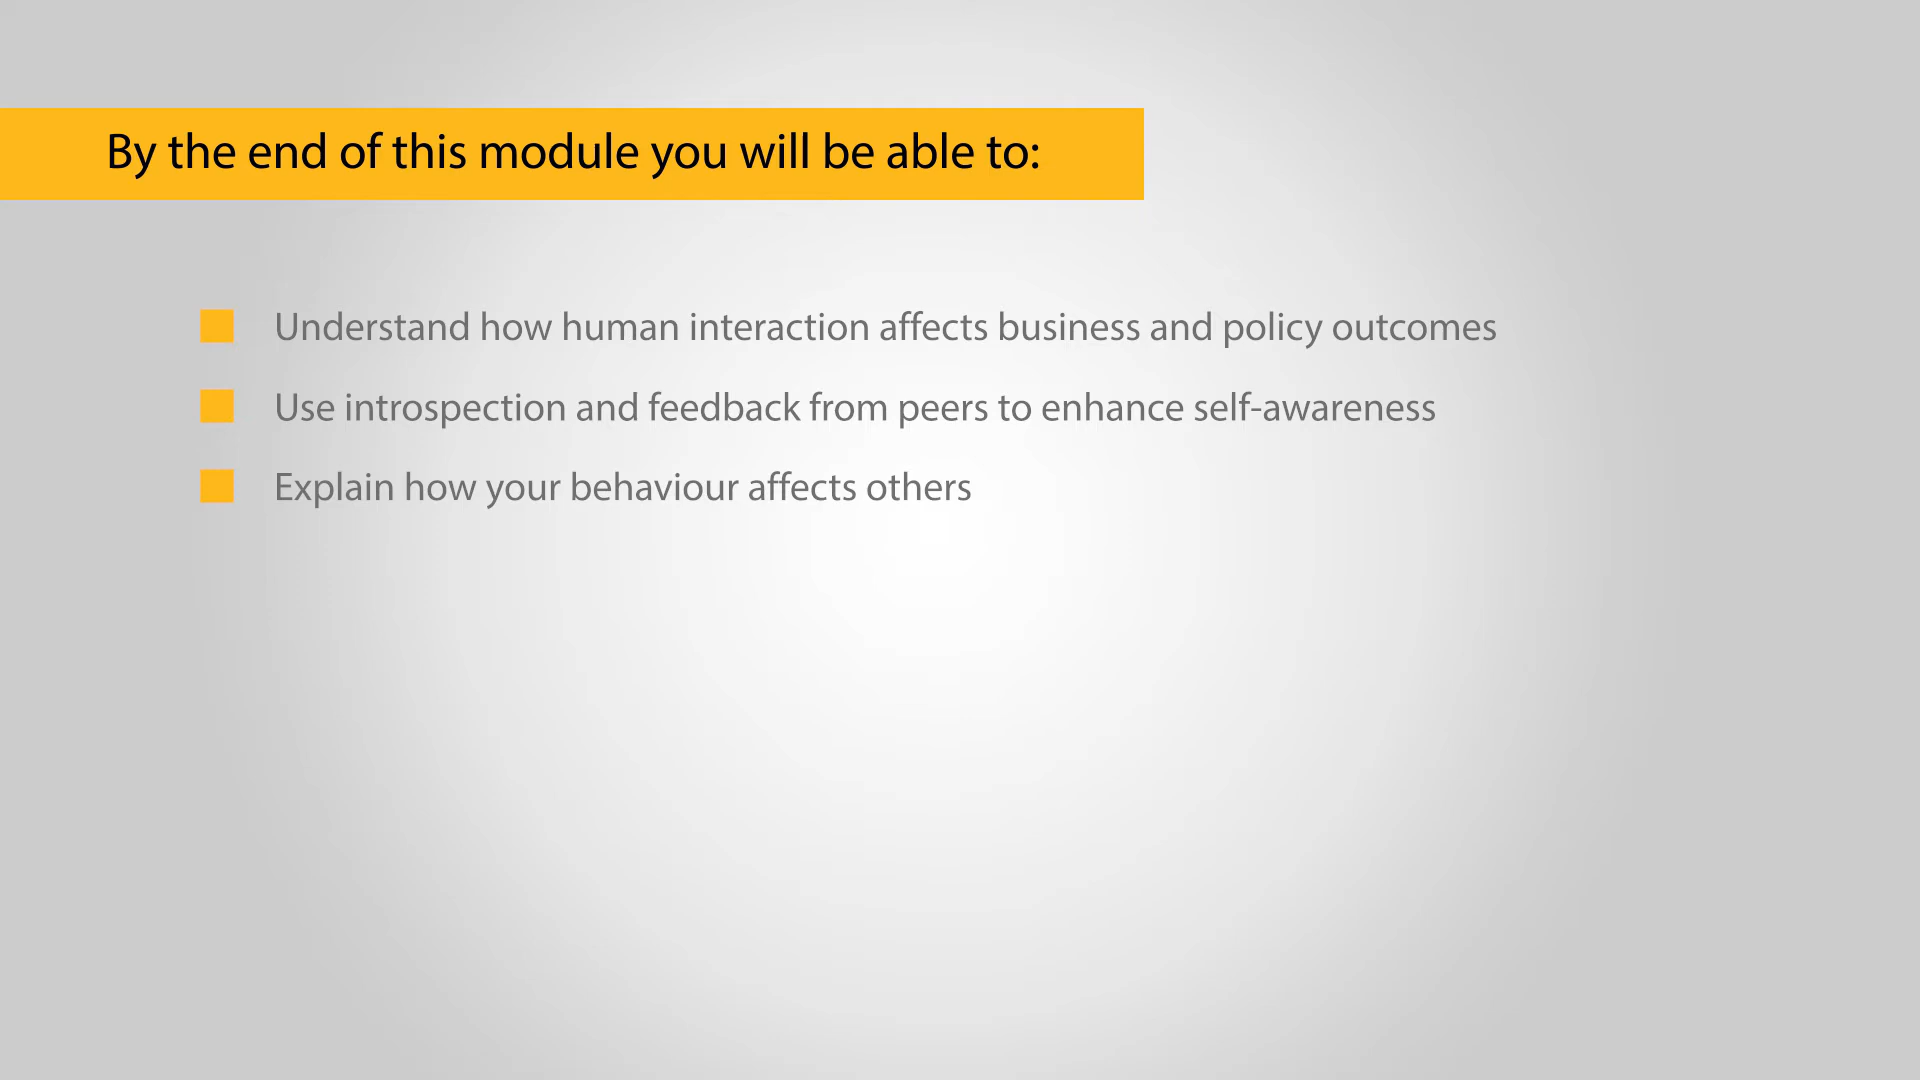 By the end of this module you will be able to:
Understand how human interaction affects business and policy outcomes
Use introspection and feedback from peers to enhance self-awareness
Explain how your behaviour affects others